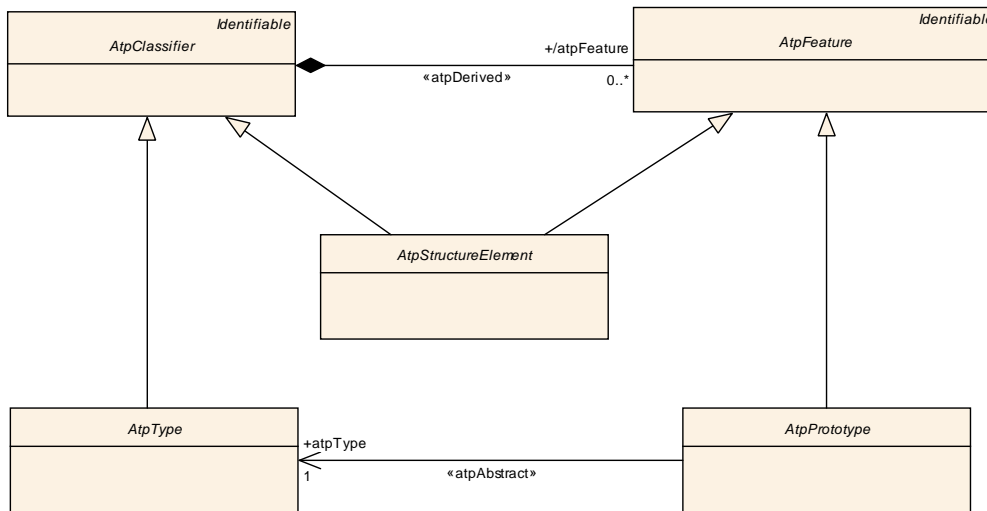 Identifiable
AtpClassifier
Identifiable
AtpFeature
+/atpFeature
«atpDerived»
0..*
AtpStructureElement
AtpType
AtpPrototype
+atpType
«atpAbstract»
1